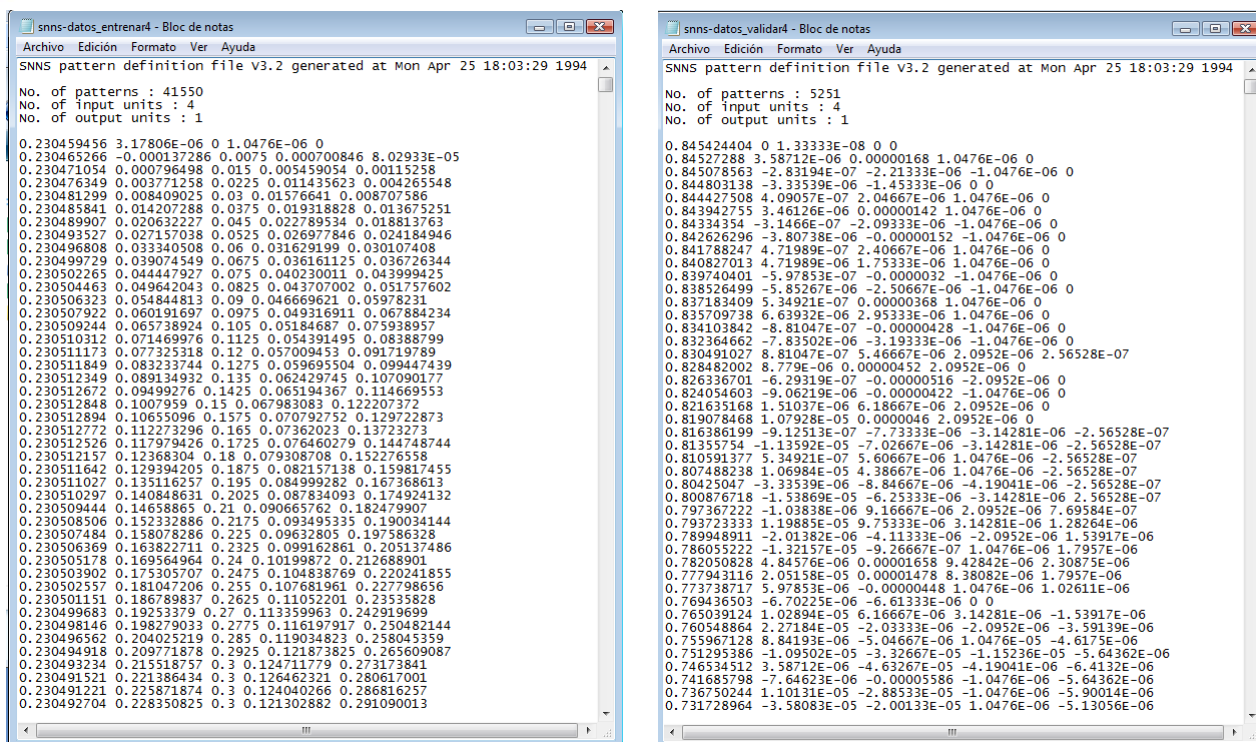 snns-datos_entrenar4 - Bloc de notas
Archivo Edición Formato Ver Ayuda
SNNS pattern definition file V3.2 generated at Mon Apr 25 18:03:29 1994
No. of patterns : 41550
No. of input units : 4
No. of output units : 1
0.230459456 3.17806E-06 0 1.0476E-06 0
0.230465266 -0.000137286 0.0075 0.000700846 8.02933E-05
0.230471054 0.000796498 0.015 0.005459054 0.00115258
0.230476349 0.003771258 0.0225 0.011435623 0.004265548
0.230481299 0.008409025 0.03 0.01576641 0.008707586
0.230485841 0.014207288 0.0375 0.019318828 0.013675251
0.230489907 0.020632227 0.045 0.022789534 0.018813763
0.230493527 0.027157038 0.0525 0.026977846 0.024184946
0.230496808 0.033340508 0.06 0.031629199 0.030107408
0.230499729 0.039074549 0.0675 0.036161125 0.036726344
0.230502265 0.044447927 0.075 0.040230011 0.043999425
0.230504463 0.049642043 0.0825 0.043707002 0.051757602
0.230506323 0.054844813 0.09 0.046669621 0.05978231
0.230507922 0.060191697 0.0975 0.049316911 0.067884234
0.230509244 0.065738924 0.105 0.05184687 0.075938957
0.230510312 0.071469976 0.1125 0.054391495 0.08388799
0.230511173 0.077325318 0.12 0.057009453 0.091719789
0.230511849 0.083233744 0.1275 0.059695504 0.099447439
0.230512349 0.089134932 0.135 0.062429745 0.107090177
0.230512672 0.09499276 0.1425 0.065194367 0.114669553
0.230512848 0.1007959 0.15 0.067983083 0.122207372
0.230512894 0.10655096 0.1575 0.070792752 0.129722873
0.230512772 0.112273296 0.165 0.07362023 0.13723273
0.230512526 0.117979426 0.1725 0.076460279 0.144748744
0.230512157 0.12368304 0.18 0.079308708 0.152276558
0.230511642 0.129394205 0.1875 0.082157138 0.159817455
0.230511027 0.135116257 0.195 0.084999282 0.167368613
0.230510297 0.140848631 0.2025 0.087834093 0.174924132
0.230509444 0.14658865 0.21 0.090665762 0.182479907
0.230508506 0.152332886 0.2175 0.093495335 0.190034144
0.230507484 0.158078286 0.225 0.09632805 0.197586328
0.230506369 0.163822711 0.2325 0.099162861 0.205137486
0.230505178 0.169564964 0.24 0.10199872 0.212688901
0.230503902 0.175305707 0.2475 0.104838769 0.220241855
0.230502557 0.181047206 0.255 0.107681961 0.227798656
0.230501151 0.186789837 0.2625 0.11052201 0.23535828
0.230499683 0.19253379 0.27 0.113359963 0.242919699
0.230498146 0.198279033 0.2775 0.116197917 0.250482144
0.230496562 0.204025219 0.285 0.119034823 0.258045359
0.230494918 0.209771878 0.2925 0.121873825 0.265609087
0.230493234 0.215518757 0.3 0.124711779 0.273173841
0.230491521 0.221386434 0.3 0.126462321 0.280617001
0.230491221 0.225871874 0.3 0.124040266 0.286816257
0.230492704 0.228350825 0.3 0.121302882 0.291090013
snns-datos_validar4 - Bloc de notas
Archivo Edición Formato Ver Ayuda
SNNS pattern definition file V3.2 generated at Mon Apr 25 18:03:29 1994
No. of patterns : 5251
No. of input units : 4
No. of output units : 1
0.845424404 0 1.33333E-08 0 0
0.84527288 3.58712E-06 0.00000168 1.0476E-06 0
0.845078563 -2.83194E-07 -2.21333E-06 -1.0476E-06 0
0.844803138 -3.33539E-06 -1.45333E-06 0 0
0.844427508 4.09057E-07 2.04667E-06 1.0476E-06 0
0.843942755 3.46126E-06 0.00000142 1.0476E-06 0
0.84334354 -3.1466E-07 -2.09333E-06 -1.0476E-06 0
0.842626296 -3.80738E-06 -0.00000152 -1.0476E-06 0
0.841788247 4.71989E-07 2.40667E-06 1.0476E-06 0
0.840827013 4.71989E-06 1.75333E-06 1.0476E-06 0
0.839740401 -5.97853E-07 -0.0000032 -1.0476E-06 0
0.838526499 -5.85267E-06 -2.50667E-06 -1.0476E-06 0
0.837183409 5.34921E-07 0.00000368 1.0476E-06 0
0.835709738 6.63932E-06 2.95333E-06 1.0476E-06 0
0.834103842 -8.81047E-07 -0.00000428 -1.0476E-06 0
0.832364662 -7.83502E-06 -3.19333E-06 -1.0476E-06 0
0.830491027 8.81047E-07 5.46667E-06 2.0952E-06 2.56528E-07
0.828482002 8.779E-06 0.00000452 2.0952E-06 0
0.826336701 -6.29319E-07 -0.00000516 -2.0952E-06 0
0.824054603 -9.06219E-06 -0.00000422 -1.0476E-06 0
0.821635168 1.51037E-06 6.18667E-06 2.0952E-06 0
0.819078468 1.07928E-05 0.0000046 2.0952E-06 0
0.816386199 -9.12513E-07 -7.73333E-06 -3.14281E-06 -2.56528E-07
0.81355754 -1.13592E-05 -7.02667E-06 -3.14281E-06 -2.56528E-07
0.810591377 5.34921E-07 5.60667E-06 1.0476E-06 -2.56528E-07
0.807488238 1.06984E-05 4.38667E-06 1.0476E-06 -2.56528E-07
0.80425047 -3.33539E-06 -8.84667E-06 -4.19041E-06 -2.56528E-07
0.800876718 -1.53869E-05 -6.25333E-06 -3.14281E-06 2.56528E-07
0.797367222 -1.03838E-06 9.16667E-06 2.0952E-06 7.69584E-07
0.793723333 1.19885E-05 9.75333E-06 3.14281E-06 1.28264E-06
0.789948911 -2.01382E-06 -4.11333E-06 -2.0952E-06 1.53917E-06
0.786055222 -1.32157E-05 -9.26667E-07 1.0476E-06 1.7957E-06
0.782050828 4.84576E-06 0.00001658 9.42842E-06 2.30875E-06
0.777943116 2.05158E-05 0.00001478 8.38082E-06 1.7957E-06
0.773738717 5.97853E-06 -0.00000448 1.0476E-06 1.02611E-06
0.769436503 -6.70225E-06 -6.61333E-06 0 0
0.765039124 1.02894E-05 6.16667E-06 3.14281E-06 -1.53917E-06
0.760548864 2.27184E-05 -2.03333E-06 -2.0952E-06 -3.59139E-06
0.755967128 8.84193E-06 -5.04667E-06 1.0476E-05 -4.6175E-06
0.751295386 -1.09502E-05 -3.32667E-05 -1.15236E-05 -5.64362E-06
0.746534512 3.58712E-06 -4.63267E-05 -4.19041E-06 -6.4132E-06
0.741685798 -7.64623E-06 -0.00005586 -1.0476E-06 -5.64362E-06
0.736750244 1.10131E-05 -2.88533E-05 -1.0476E-06 -5.90014E-06
0.731728964 -3.58083E-05 -2.00133E-05 1.0476E-06 -5.13056E-06